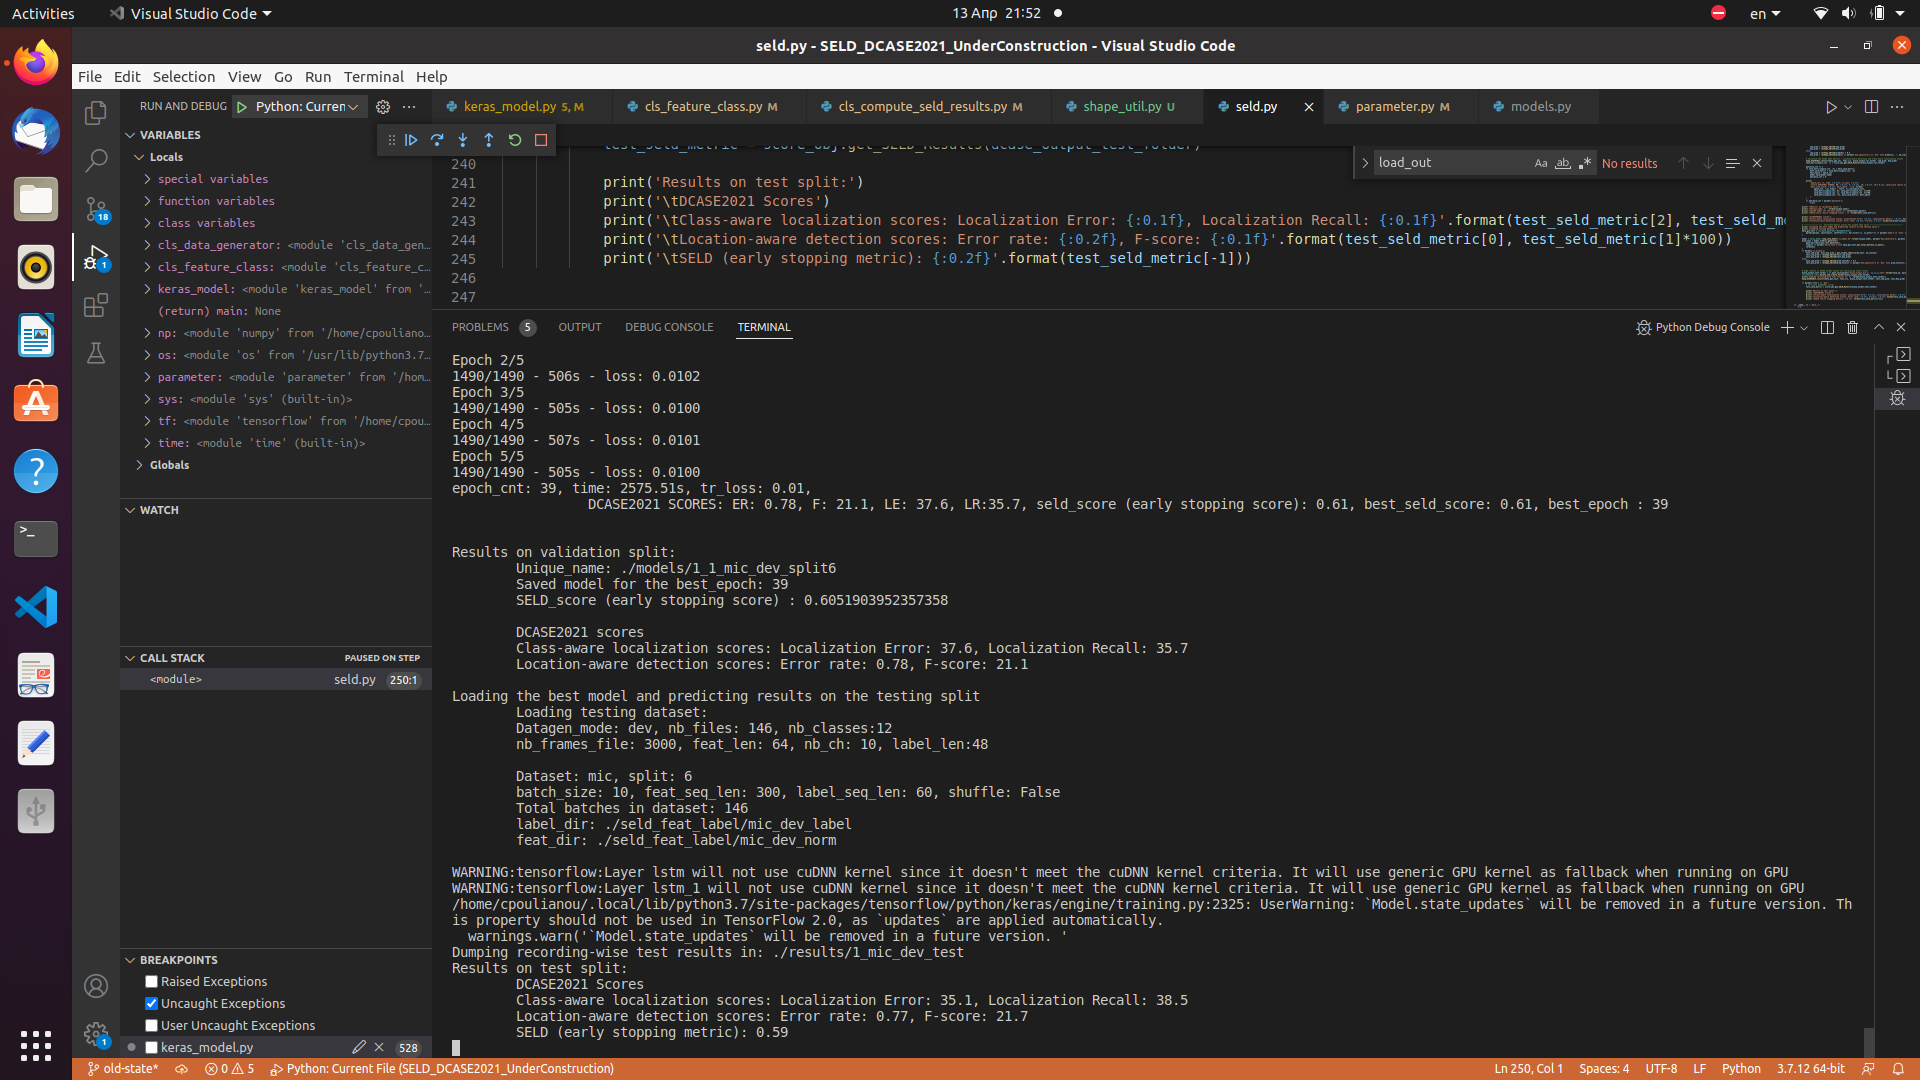 Activities
Visual Studio Code
13 Απρ 21:52
en
seld.py - SELD_DCASE2021_UnderConstruction - Visual Studio Code
File Edit Selection View Go Run Terminal Help
RUN AND DEBUG
Python: Curren
keras_model.py 5, M
cls_feature_class.py M
cls_compute_seld_results.py M
shape_util.py U
seld.py
parameter.py M
models.py
VARIABLES
Locals
special variables
function variables
class variables
cls_data_generator: <module 'cls_data_gen…
cls_feature_class: <module 'cls_feature_c…
keras_model: <module 'keras_model' from '…
(return) main: None
np: <module 'numpy' from '/home/cpouliano…
os: <module 'os' from '/usr/lib/python3.7…
parameter: <module 'parameter' from '/hom…
sys: <module 'sys' (built-in)>
tf: <module 'tensorflow' from '/home/cpou…
time: <module 'time' (built-in)>
Globals
WATCH
CALL STACK
PAUSED ON STEP
<module>
seld.py
250:1
BREAKPOINTS
Raised Exceptions
Uncaught Exceptions
User Uncaught Exceptions
keras_model.py
528
18
1
1
load_out
Aa
ab
No results
test_seld_metric = score_obj.get_SELD_Results(dcase_output_test_folder)
240
241 print('Results on test split:')
242 print('\tDCASE2021 Scores')
243 print('\tClass-aware localization scores: Localization Error: {:0.1f}, Localization Recall: {:0.1f}'.format(test_seld_metric[2], test_seld_m
244 print('\tLocation-aware detection scores: Error rate: {:0.2f}, F-score: {:0.1f}'.format(test_seld_metric[0], test_seld_metric[1]*100))
245 print('\tSELD (early stopping metric): {:0.2f}'.format(test_seld_metric[-1]))
246
247
PROBLEMS 5
OUTPUT
DEBUG CONSOLE
TERMINAL
Python Debug Console
Epoch 2/5
1490/1490 - 506s - loss: 0.0102
Epoch 3/5
1490/1490 - 505s - loss: 0.0100
Epoch 4/5
1490/1490 - 507s - loss: 0.0101
Epoch 5/5
1490/1490 - 505s - loss: 0.0100
epoch_cnt: 39, time: 2575.51s, tr_loss: 0.01,
DCASE2021 SCORES: ER: 0.78, F: 21.1, LE: 37.6, LR:35.7, seld_score (early stopping score): 0.61, best_seld_score: 0.61, best_epoch : 39
Results on validation split:
Unique_name: ./models/1_1_mic_dev_split6
Saved model for the best_epoch: 39
SELD_score (early stopping score) : 0.6051903952357358
DCASE2021 scores
Class-aware localization scores: Localization Error: 37.6, Localization Recall: 35.7
Location-aware detection scores: Error rate: 0.78, F-score: 21.1
Loading the best model and predicting results on the testing split
Loading testing dataset:
Datagen_mode: dev, nb_files: 146, nb_classes:12
nb_frames_file: 3000, feat_len: 64, nb_ch: 10, label_len:48
Dataset: mic, split: 6
batch_size: 10, feat_seq_len: 300, label_seq_len: 60, shuffle: False
Total batches in dataset: 146
label_dir: ./seld_feat_label/mic_dev_label
feat_dir: ./seld_feat_label/mic_dev_norm
WARNING:tensorflow:Layer lstm will not use cuDNN kernel since it doesn't meet the cuDNN kernel criteria. It will use generic GPU kernel as fallback when running on GPU
WARNING:tensorflow:Layer lstm_1 will not use cuDNN kernel since it doesn't meet the cuDNN kernel criteria. It will use generic GPU kernel as fallback when running on GPU
/home/cpoulianou/.local/lib/python3.7/site-packages/tensorflow/python/keras/engine/training.py:2325: UserWarning: `Model.state_updates` will be removed in a future version. Th
is property should not be used in TensorFlow 2.0, as `updates` are applied automatically.
warnings.warn('`Model.state_updates` will be removed in a future version. '
Dumping recording-wise test results in: ./results/1_mic_dev_test
Results on test split:
DCASE2021 Scores
Class-aware localization scores: Localization Error: 35.1, Localization Recall: 38.5
Location-aware detection scores: Error rate: 0.77, F-score: 21.7
SELD (early stopping metric): 0.59
old-state*
0 5
Python: Current File (SELD_DCASE2021_UnderConstruction)
Ln 250, Col 1
Spaces: 4
UTF-8
LF
Python
3.7.12 64-bit